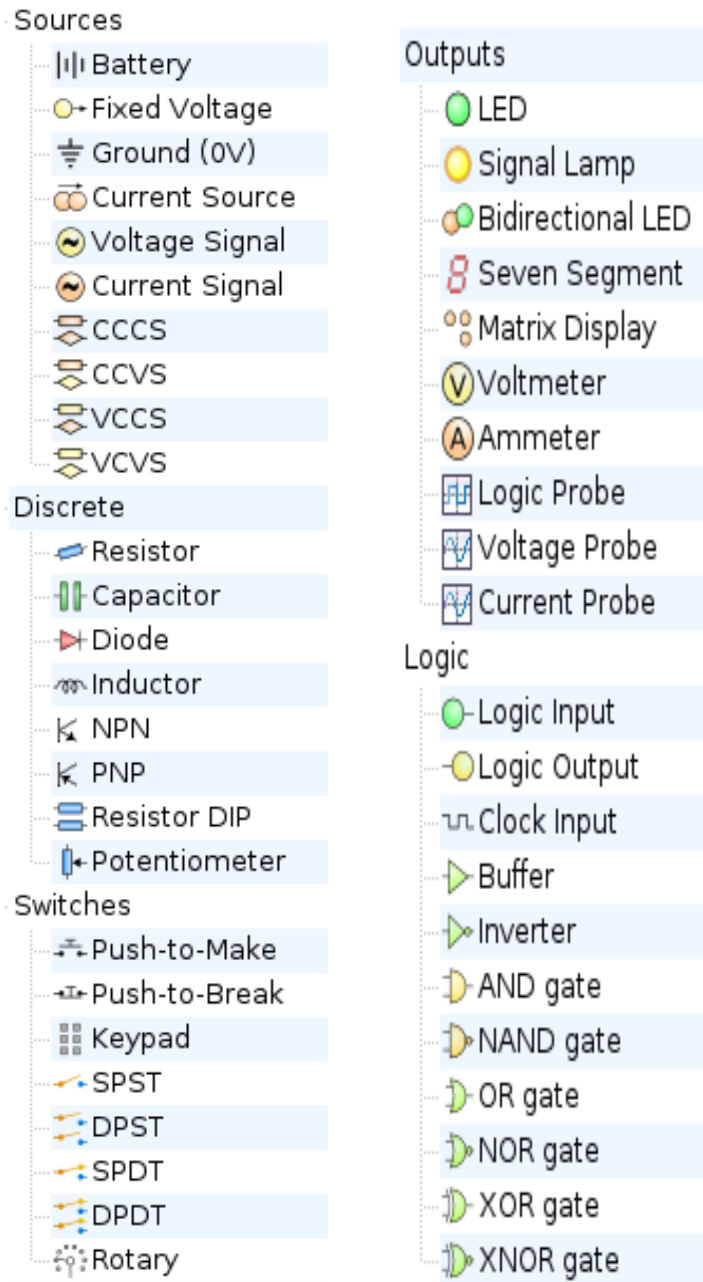 Sources
Battery
Fixed Voltage
Ground (0V)
Current Source
Voltage Signal
Current Signal
CCCS
CCVS
VCCS
VCVS
Discrete
Resistor
Capacitor
Diode
Inductor
NPN
PNP
Resistor DIP
Potentiometer
Switches
Push-to-Make
Push-to-Break
Keypad
SPST
DPST
SPDT
DPDT
Rotary
Outputs
LED
Signal Lamp
Bidirectional LED
Seven Segment
Matrix Display
V Voltmeter
A Ammeter
Logic Probe
Voltage Probe
Current Probe
Logic
Logic Input
Logic Output
Clock Input
Buffer
Inverter
AND gate
NAND gate
OR gate
NOR gate
XOR gate
XNOR gate